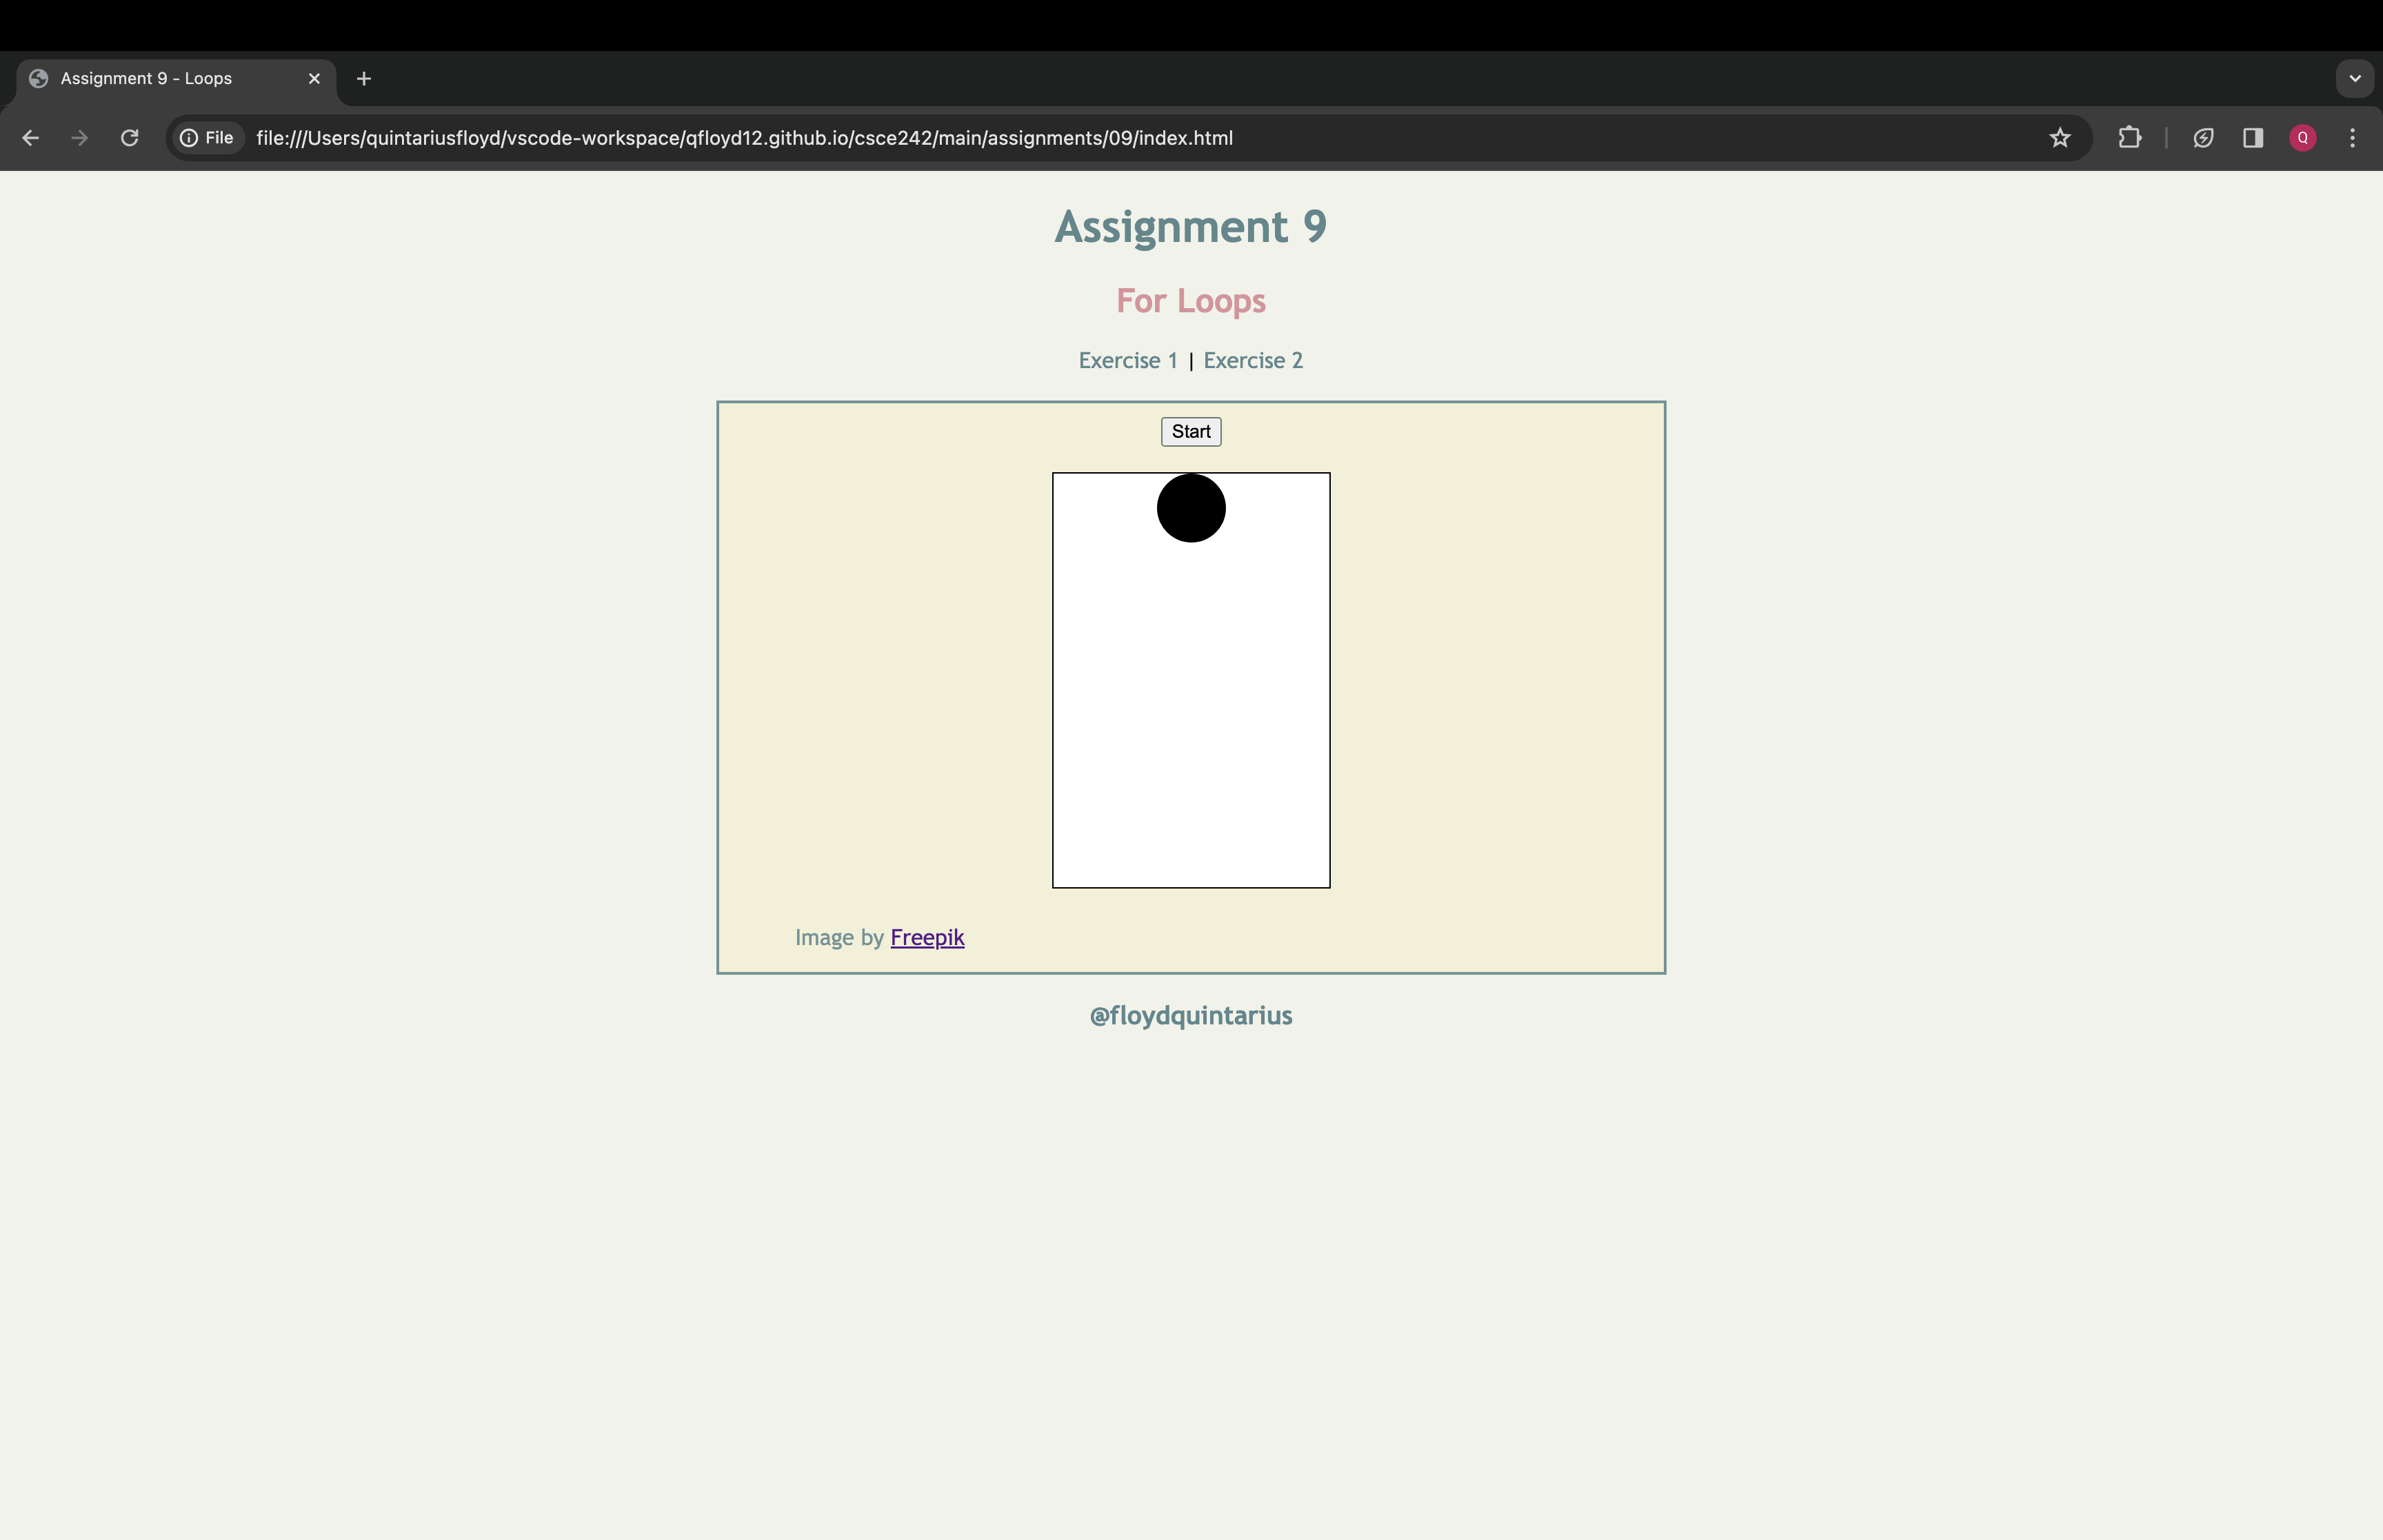 Assignment 9 - Loops
File file:///Users/quintariusfloyd/vscode-workspace/qfloyd12.github.io/csce242/main/assignments/09/index.html
Q
Assignment 9
For Loops
Exercise 1 | Exercise 2
Start
Image by Freepik
@floydquintarius